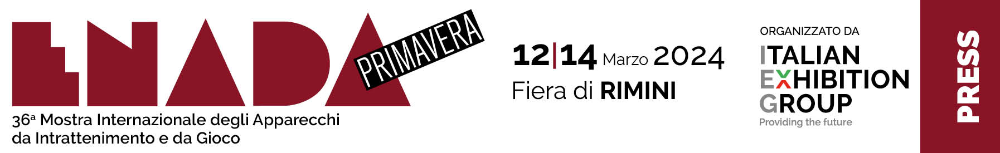 ENADA
PRIMAVERA
36ª Mostra Internazionale degli Apparecchi
da Intrattenimento e da Gioco
12|14 Marzo 2024
Fiera di RIMINI
ORGANIZZATO DA
ITALIAN
EXHIBITION
GROUP
Providing the future
PRESS